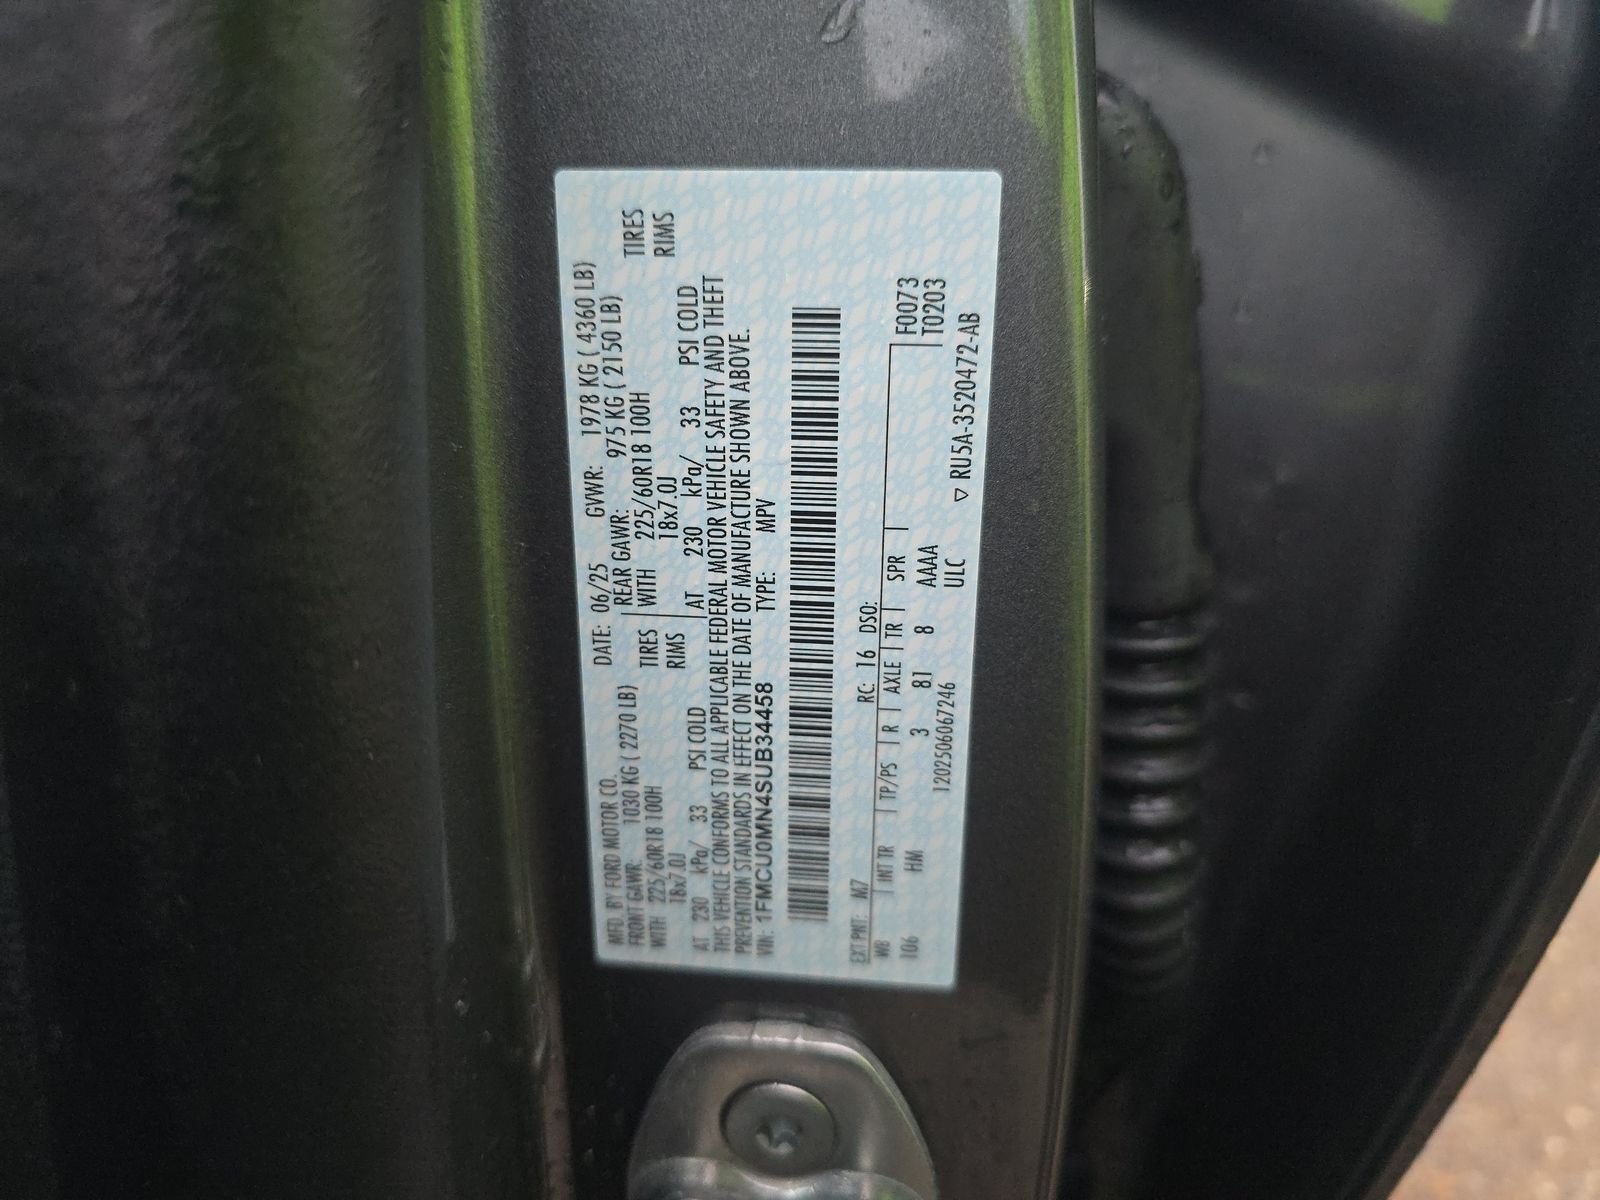 MFD. BY FORD MOTOR CO. DATE: 06/25 GVWR: 1978 KG ( 4360 LB)
FRONT GAWR: 1030 KG ( 2270 LB) REAR GAWR: 975 KG ( 2150 LB)
WITH 225/60R18 100H TIRES WITH 225/60R18 100H TIRES
18x7.0J RIMS 18x7.0J RIMS
AT 230 kPa/ 33 PSI COLD AT 230 kPa/ 33 PSI COLD
THIS VEHICLE CONFORMS TO ALL APPLICABLE FEDERAL MOTOR VEHICLE SAFETY AND THEFT
PREVENTION STANDARDS IN EFFECT ON THE DATE OF MANUFACTURE SHOWN ABOVE.
VIN: 1FMCU0MN4SUB34458 TYPE: MPV
EXT PNT: M7 RC: 16 DSO:
WB INT TR TP/PS R AXLE TR SPR F0073
106 HM 3 81 8 AAAA T0203
1202506067246 ULC ▽ RU5A-3520472-AB